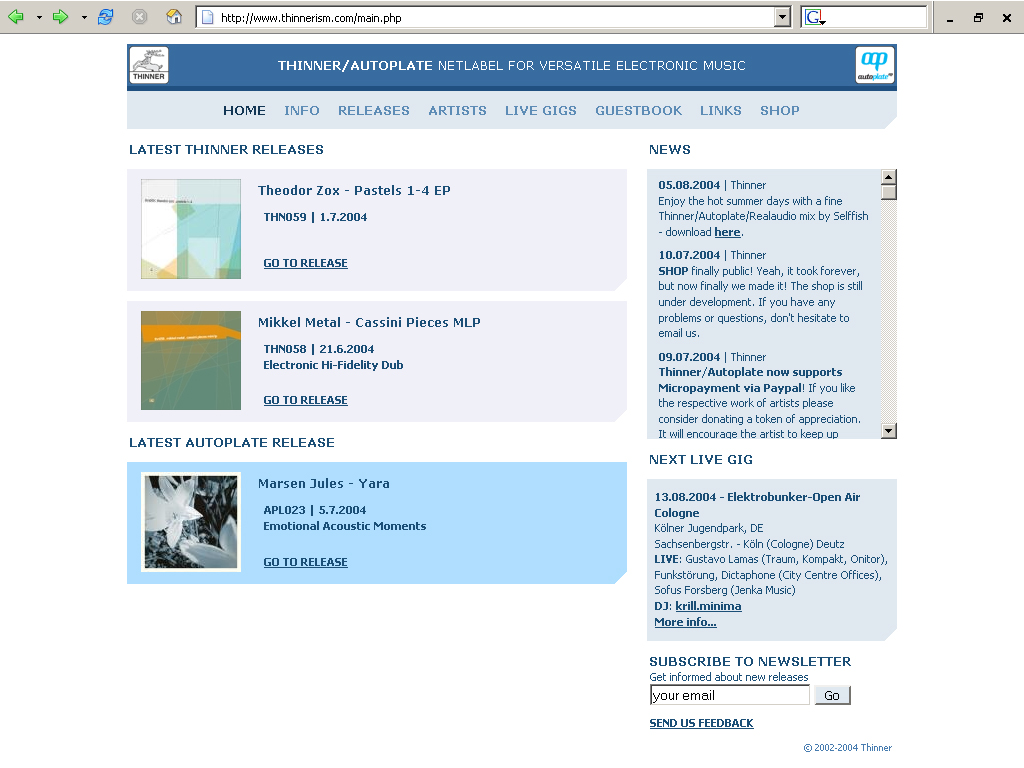 http://www.thinnerism.com/main.php
G
THINNER
THINNER/AUTOPLATE NETLABEL FOR VERSATILE ELECTRONIC MUSIC
autoplate
HOME INFO RELEASES ARTISTS LIVE GIGS GUESTBOOK LINKS SHOP
LATEST THINNER RELEASES
Theodor Zox - Pastels 1-4 EP
THN059 | 1.7.2004
GO TO RELEASE
Mikkel Metal - Cassini Pieces MLP
THN058 | 21.6.2004
Electronic Hi-Fidelity Dub
GO TO RELEASE
LATEST AUTOPLATE RELEASE
Marsen Jules - Yara
APL023 | 5.7.2004
Emotional Acoustic Moments
GO TO RELEASE
NEWS
05.08.2004 | Thinner
Enjoy the hot summer days with a fine
Thinner/Autoplate/Realaudio mix by Selffish
- download here.
10.07.2004 | Thinner
SHOP finally public! Yeah, it took forever,
but now finally we made it! The shop is still
under development. If you have any
problems or questions, don't hesitate to
email us.
09.07.2004 | Thinner
Thinner/Autoplate now supports
Micropayment via Paypal! If you like
the respective work of artists please
consider donating a token of appreciation.
It will encourage the artist to keep up
NEXT LIVE GIG
13.08.2004 - Elektrobunker-Open Air
Cologne
Kölner Jugendpark, DE
Sachsenbergstr. - Köln (Cologne) Deutz
LIVE: Gustavo Lamas (Traum, Kompakt, Onitor),
Funkstörung, Dictaphone (City Centre Offices),
Sofus Forsberg (Jenka Music)
DJ: krill.minima
More info...
SUBSCRIBE TO NEWSLETTER
Get informed about new releases
your email Go
SEND US FEEDBACK
© 2002-2004 Thinner